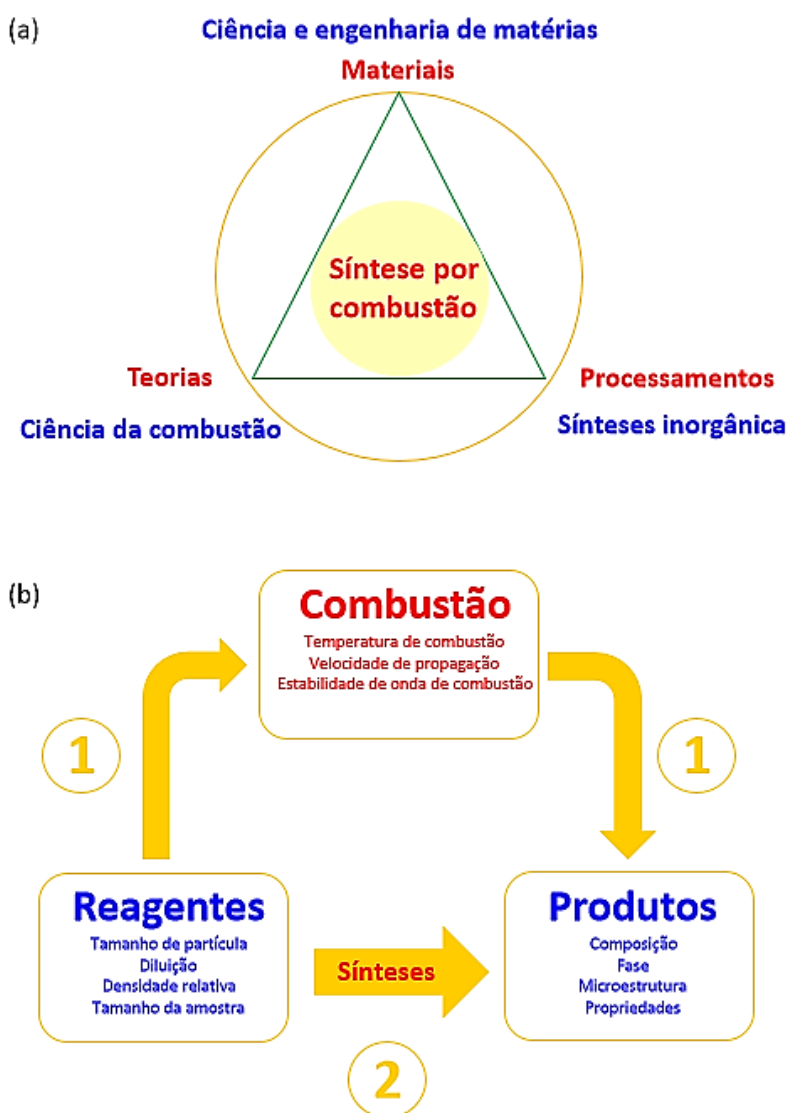 (a)
Ciência e engenharia de matérias
Materiais
Síntese por
combustão
Teorias
Processamentos
Ciência da combustão
Sínteses inorgânica
(b)
Combustão
Temperatura de combustão
Velocidade de propagação
Estabilidade de onda de combustão
1
1
Reagentes
Tamanho de partícula
Diluição
Densidade relativa
Tamanho da amostra
Sínteses
Produtos
Composição
Fase
Microestrutura
Propriedades
2